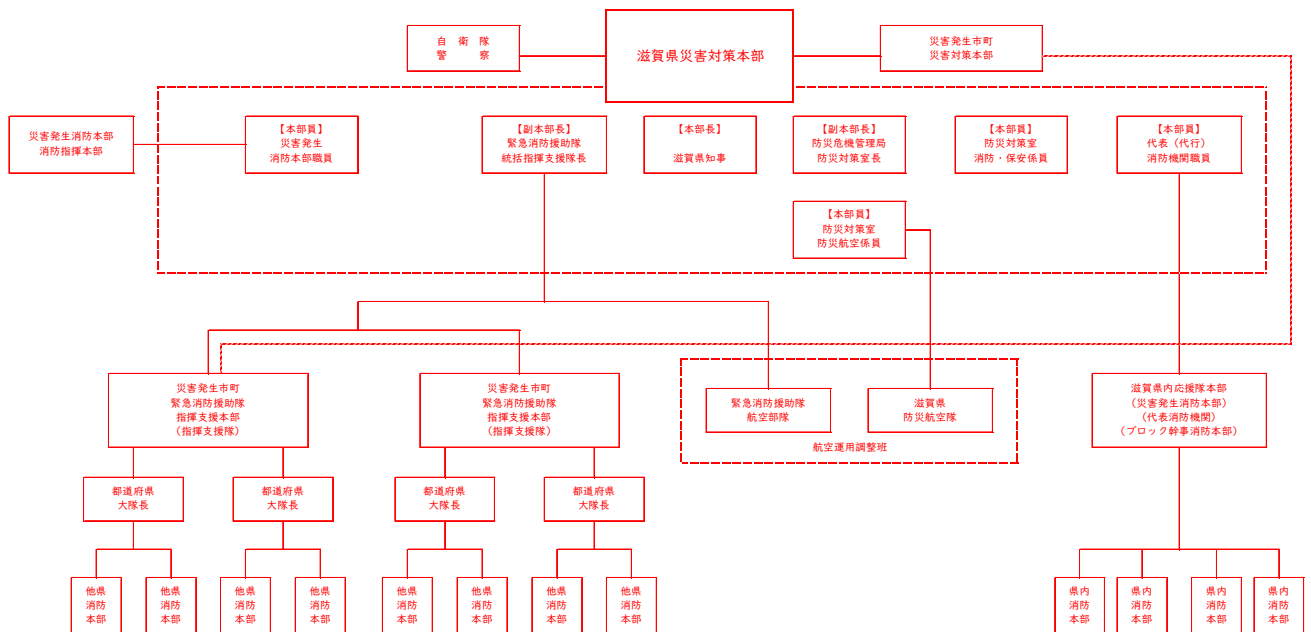 自 衛 隊
警 察
滋賀県災害対策本部
災害発生市町
災害対策本部
災害発生消防本部
消防指揮本部
【本部員】
災害発生
消防本部職員
【副本部長】
緊急消防援助隊
統括指揮支援隊長
【本部長】
滋賀県知事
【副本部長】
防災危機管理局
防災対策室長
【本部員】
防災対策室
消防・保安係員
【本部員】
代表（代行）
消防機関職員
【本部員】
防災対策室
防災航空係員
災害発生市町
緊急消防援助隊
指揮支援本部
（指揮支援隊）
災害発生市町
緊急消防援助隊
指揮支援本部
（指揮支援隊）
緊急消防援助隊
航空部隊
滋賀県
防災航空隊
航空運用調整班
滋賀県内応援隊本部
（災害発生消防本部）
（代表消防機関）
（ブロック幹事消防本部）
都道府県
大隊長
都道府県
大隊長
都道府県
大隊長
都道府県
大隊長
他県
消防
本部
他県
消防
本部
他県
消防
本部
他県
消防
本部
他県
消防
本部
他県
消防
本部
他県
消防
本部
他県
消防
本部
県内
消防
本部
県内
消防
本部
県内
消防
本部
県内
消防
本部